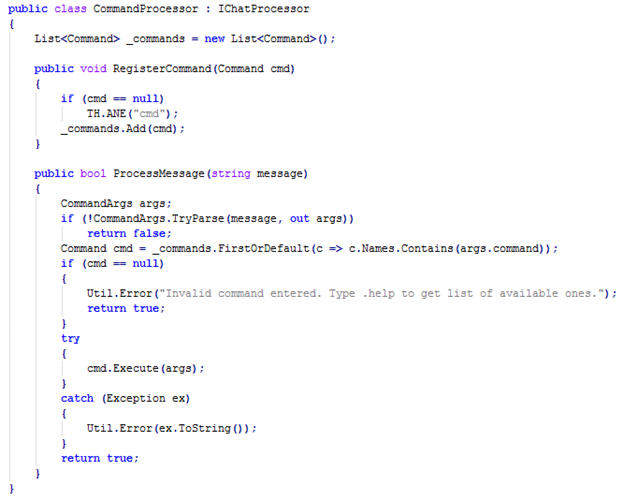 public class CommandProcessor : IChatProcessor
{
    List<Command> _commands = new List<Command>();

    public void RegisterCommand(Command cmd)
    {
        if (cmd == null)
            TH.ANE("cmd");
        _commands.Add(cmd);
    }

    public bool ProcessMessage(string message)
    {
        CommandArgs args;
        if (!CommandArgs.TryParse(message, out args))
            return false;
        Command cmd = _commands.FirstOrDefault(c => c.Names.Contains(args.command));
        if (cmd == null)
        {
            Util.Error("Invalid command entered. Type .help to get list of available ones.");
            return true;
        }
        try
        {
            cmd.Execute(args);
        }
        catch (Exception ex)
        {
            Util.Error(ex.ToString());
        }
        return true;
    }
}